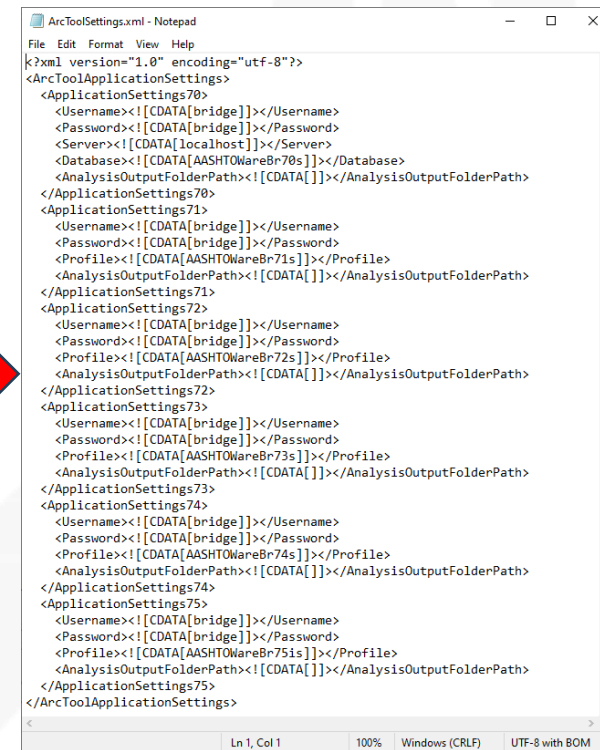 ArcToolSettings.xml - Notepad
File Edit Format View Help
<?xml version="1.0" encoding="utf-8"?>
<ArcToolApplicationSettings>
  <ApplicationSettings70>
    <Username><![CDATA[bridge]]></Username>
    <Password><![CDATA[bridge]]></Password>
    <Server><![CDATA[localhost]]></Server>
    <Database><![CDATA[AASHTOWareBr70s]]></Database>
    <AnalysisOutputFolderPath><![CDATA[]]></AnalysisOutputFolderPath>
  </ApplicationSettings70>
  <ApplicationSettings71>
    <Username><![CDATA[bridge]]></Username>
    <Password><![CDATA[bridge]]></Password>
    <Profile><![CDATA[AASHTOWareBr71s]]></Profile>
    <AnalysisOutputFolderPath><![CDATA[]]></AnalysisOutputFolderPath>
  </ApplicationSettings71>
  <ApplicationSettings72>
    <Username><![CDATA[bridge]]></Username>
    <Password><![CDATA[bridge]]></Password>
    <Profile><![CDATA[AASHTOWareBr72s]]></Profile>
    <AnalysisOutputFolderPath><![CDATA[]]></AnalysisOutputFolderPath>
  </ApplicationSettings72>
  <ApplicationSettings73>
    <Username><![CDATA[bridge]]></Username>
    <Password><![CDATA[bridge]]></Password>
    <Profile><![CDATA[AASHTOWareBr73s]]></Profile>
    <AnalysisOutputFolderPath><![CDATA[]]></AnalysisOutputFolderPath>
  </ApplicationSettings73>
  <ApplicationSettings74>
    <Username><![CDATA[bridge]]></Username>
    <Password><![CDATA[bridge]]></Password>
    <Profile><![CDATA[AASHTOWareBr74s]]></Profile>
    <AnalysisOutputFolderPath><![CDATA[]]></AnalysisOutputFolderPath>
  </ApplicationSettings74>
  <ApplicationSettings75>
    <Username><![CDATA[bridge]]></Username>
    <Password><![CDATA[bridge]]></Password>
    <Profile><![CDATA[AASHTOWareBr75is]]></Profile>
    <AnalysisOutputFolderPath><![CDATA[]]></AnalysisOutputFolderPath>
  </ApplicationSettings75>
</ArcToolApplicationSettings>
Ln 1, Col 1 100% Windows (CRLF) UTF-8 with BOM